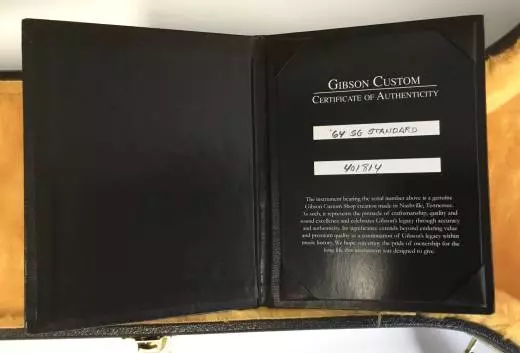 GIBSON CUSTOM
CERTIFICATE OF AUTHENTICITY
'64 SG STANDARD
401814
The instrument bearing the serial number above is a genuine
Gibson Custom Shop creation made in Nashville, Tennessee.
As such, it represents the pinnacle of craftsmanship, quality and
sound excellence and celebrates Gibson's legacy through accuracy
and authenticity. Its significance extends beyond enduring value
and premium quality as a continuation of Gibson's legacy within
music history. We hope you enjoy the pride of ownership for the
long life this instrument was designed to give.